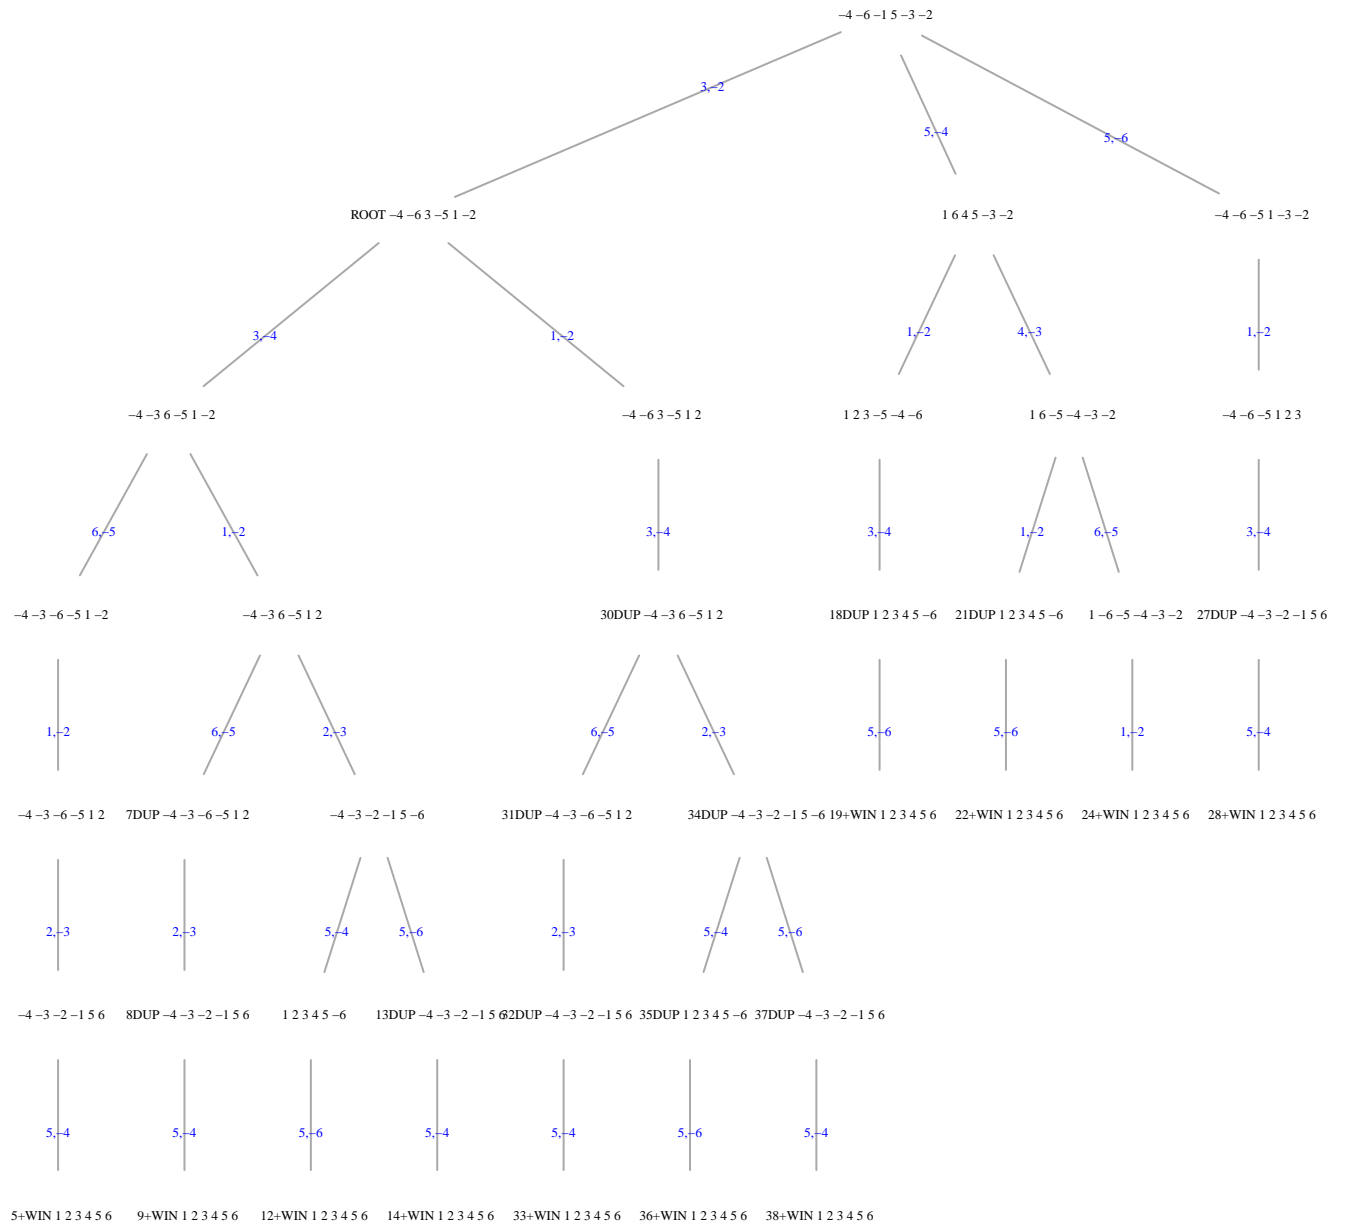 −4 −6 −1 5 −3 −2
3,−2
5,−4
5,−6
ROOT −4 −6 3 −5 1 −2
1 6 4 5 −3 −2
−4 −6 −5 1 −3 −2
3,−4
1,−2
1,−2
4,−3
1,−2
−4 −3 6 −5 1 −2
−4 −6 3 −5 1 2
1 2 3 −5 −4 −6
1 6 −5 −4 −3 −2
−4 −6 −5 1 2 3
6,−5
1,−2
3,−4
3,−4
1,−2
6,−5
3,−4
−4 −3 −6 −5 1 −2
−4 −3 6 −5 1 2
30DUP −4 −3 6 −5 1 2
18DUP 1 2 3 4 5 −6
21DUP 1 2 3 4 5 −6
1 −6 −5 −4 −3 −2
27DUP −4 −3 −2 −1 5 6
1,−2
6,−5
2,−3
6,−5
2,−3
5,−6
5,−6
1,−2
5,−4
−4 −3 −6 −5 1 2
7DUP −4 −3 −6 −5 1 2
−4 −3 −2 −1 5 −6
31DUP −4 −3 −6 −5 1 2
34DUP −4 −3 −2 −1 5 −6
19+WIN 1 2 3 4 5 6
22+WIN 1 2 3 4 5 6
24+WIN 1 2 3 4 5 6
28+WIN 1 2 3 4 5 6
2,−3
2,−3
5,−4
5,−6
2,−3
5,−4
5,−6
−4 −3 −2 −1 5 6
8DUP −4 −3 −2 −1 5 6
1 2 3 4 5 −6
13DUP −4 −3 −2 −1 5 6
32DUP −4 −3 −2 −1 5 6
35DUP 1 2 3 4 5 −6
37DUP −4 −3 −2 −1 5 6
5,−4
5,−4
5,−6
5,−4
5,−4
5,−6
5,−4
5+WIN 1 2 3 4 5 6
9+WIN 1 2 3 4 5 6
12+WIN 1 2 3 4 5 6
14+WIN 1 2 3 4 5 6
33+WIN 1 2 3 4 5 6
36+WIN 1 2 3 4 5 6
38+WIN 1 2 3 4 5 6